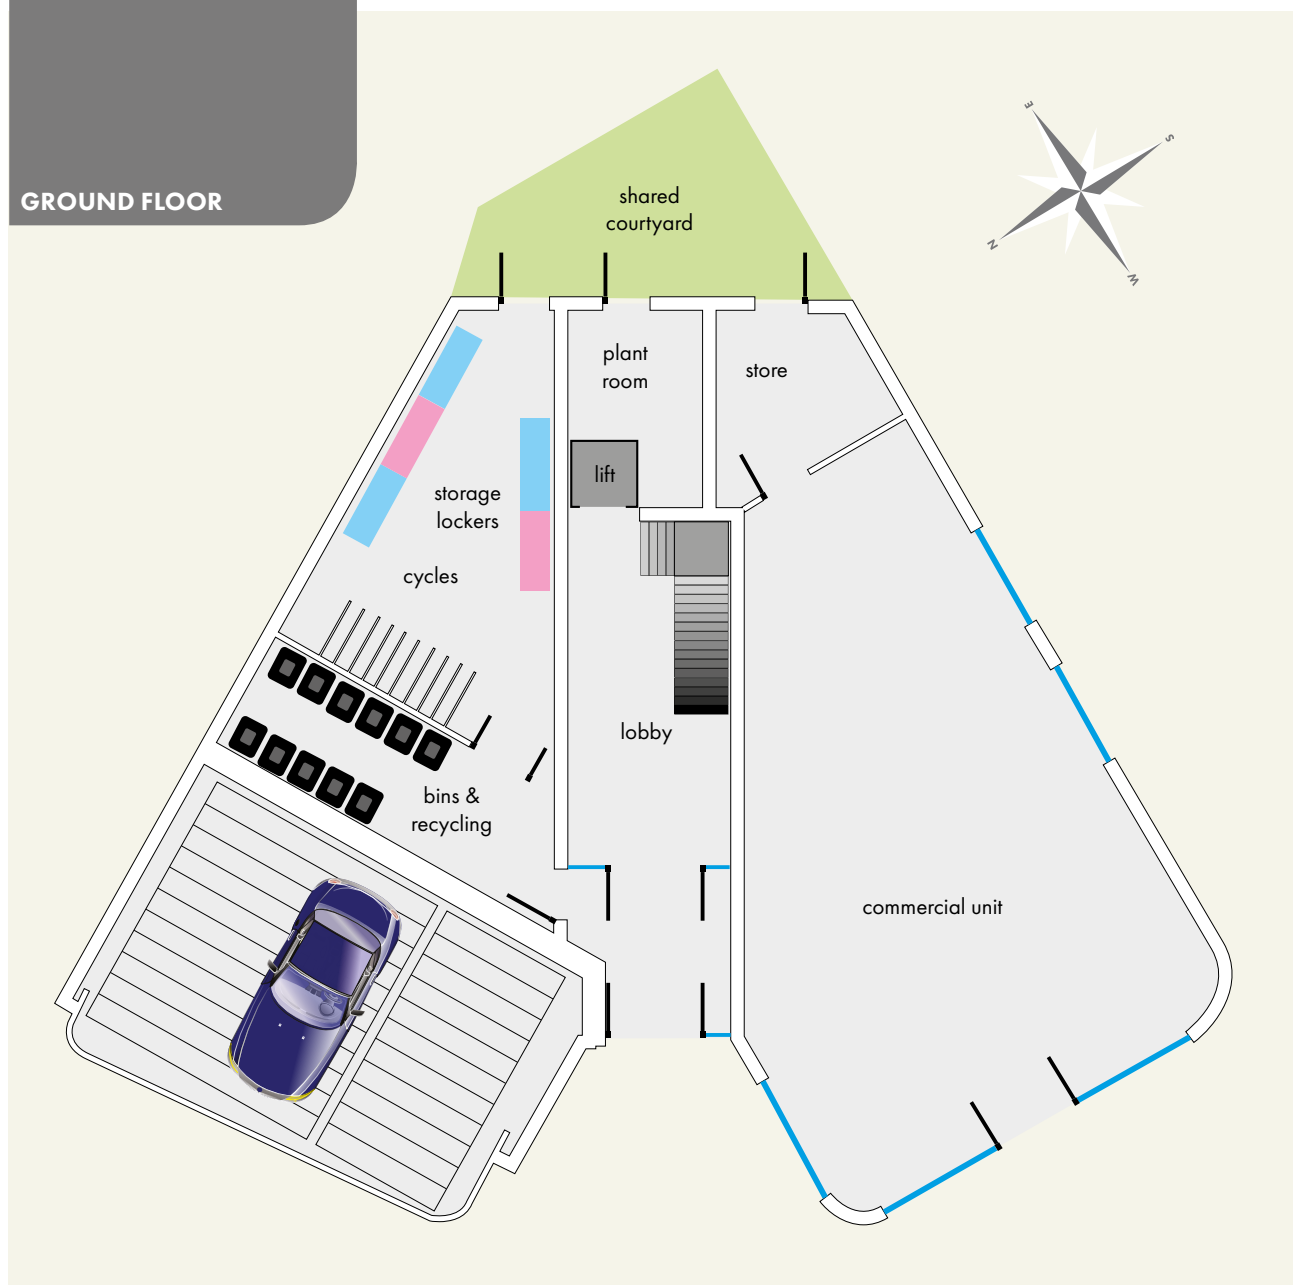 GROUND FLOOR
shared
courtyard
E
S
N
W
plant
room
store
lift
storage
lockers
cycles
lobby
bins &
recycling
commercial unit